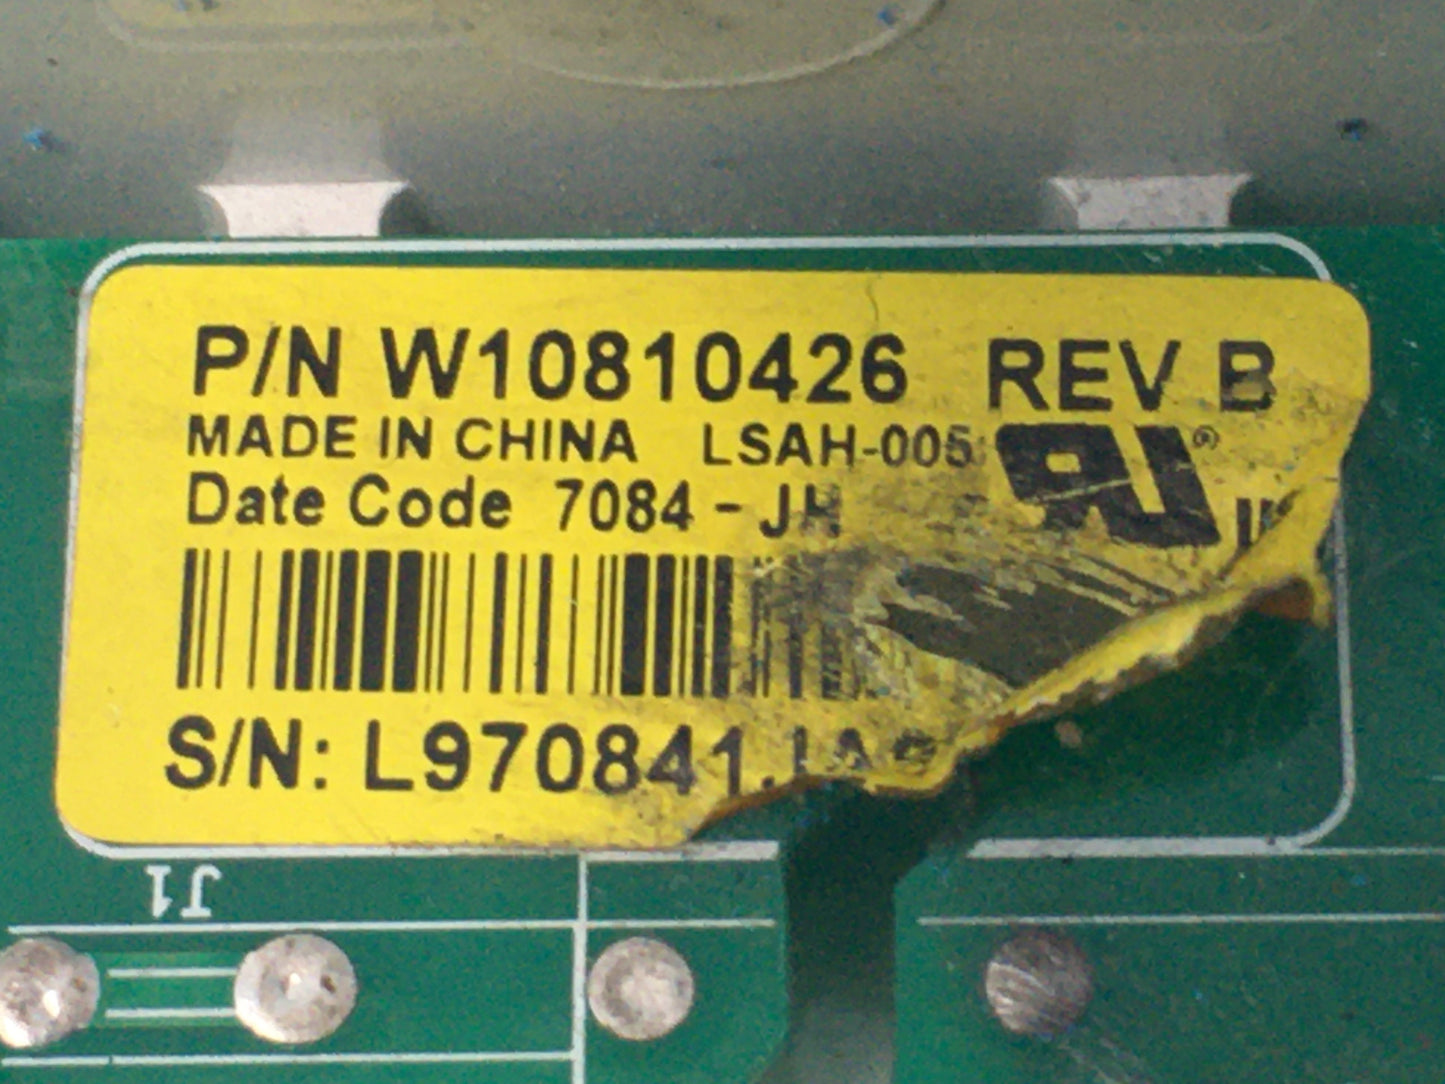 P/N W10810426 REV B
MADE IN CHINA LSAH-005
Date Code 7084 - JH
S/N: L970841
J1